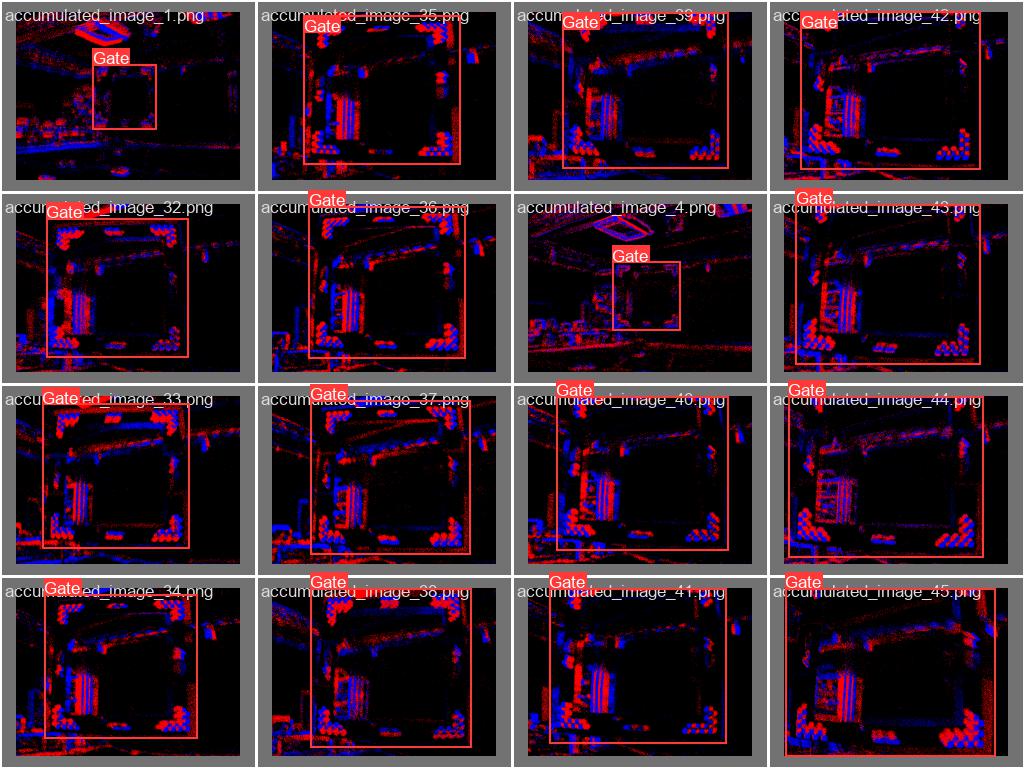 accumulated_image_1.png
Gate
accumulated_image_35.png
Gate
accumulated_image_39.png
Gate
accumulated_image_42.png
Gate
accumulated_image_32.png
Gate
accumulated_image_36.png
Gate
accumulated_image_4.png
Gate
accumulated_image_43.png
Gate
accumulated_image_33.png
Gate
accumulated_image_37.png
Gate
accumulated_image_40.png
Gate
accumulated_image_44.png
Gate
accumulated_image_34.png
Gate
accumulated_image_38.png
Gate
accumulated_image_41.png
Gate
accumulated_image_45.png
Gate